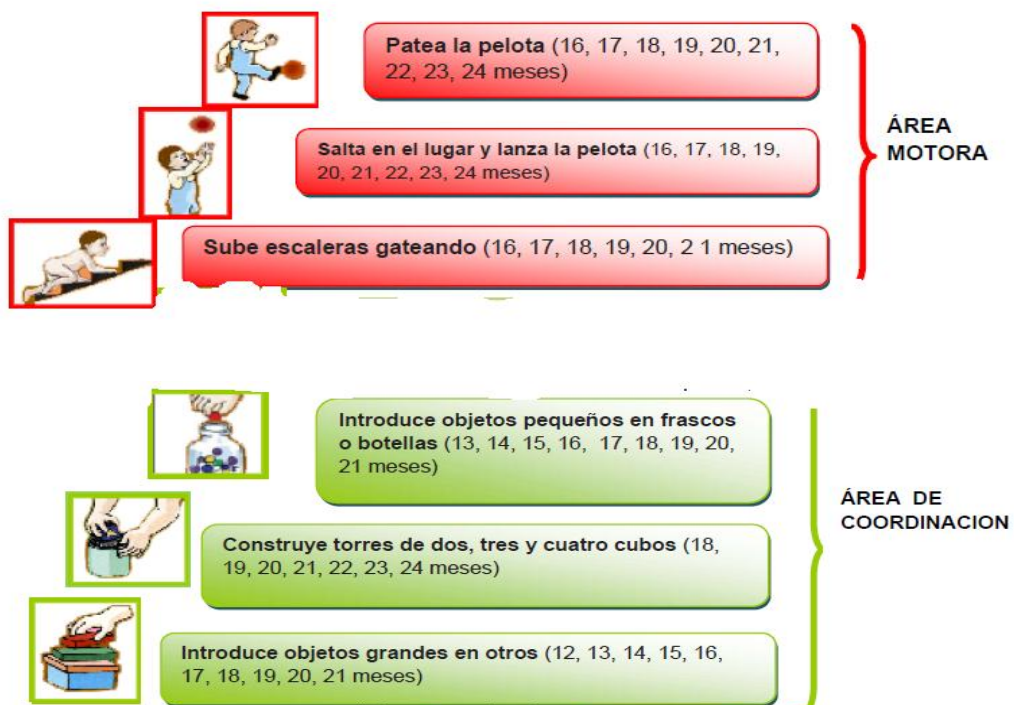 Patea la pelota (16, 17, 18, 19, 20, 21,
22, 23, 24 meses)
Salta en el lugar y lanza la pelota (16, 17, 18, 19,
20, 21, 22, 23, 24 meses)
Sube escaleras gateando (16, 17, 18, 19, 20, 2 1 meses)
ÁREA
MOTORA
Introduce objetos pequeños en frascos
o botellas (13, 14, 15, 16, 17, 18, 19, 20,
21 meses)
Construye torres de dos, tres y cuatro cubos (18,
19, 20, 21, 22, 23, 24 meses)
Introduce objetos grandes en otros (12, 13, 14, 15, 16,
17, 18, 19, 20, 21 meses)
ÁREA DE
COORDINACION